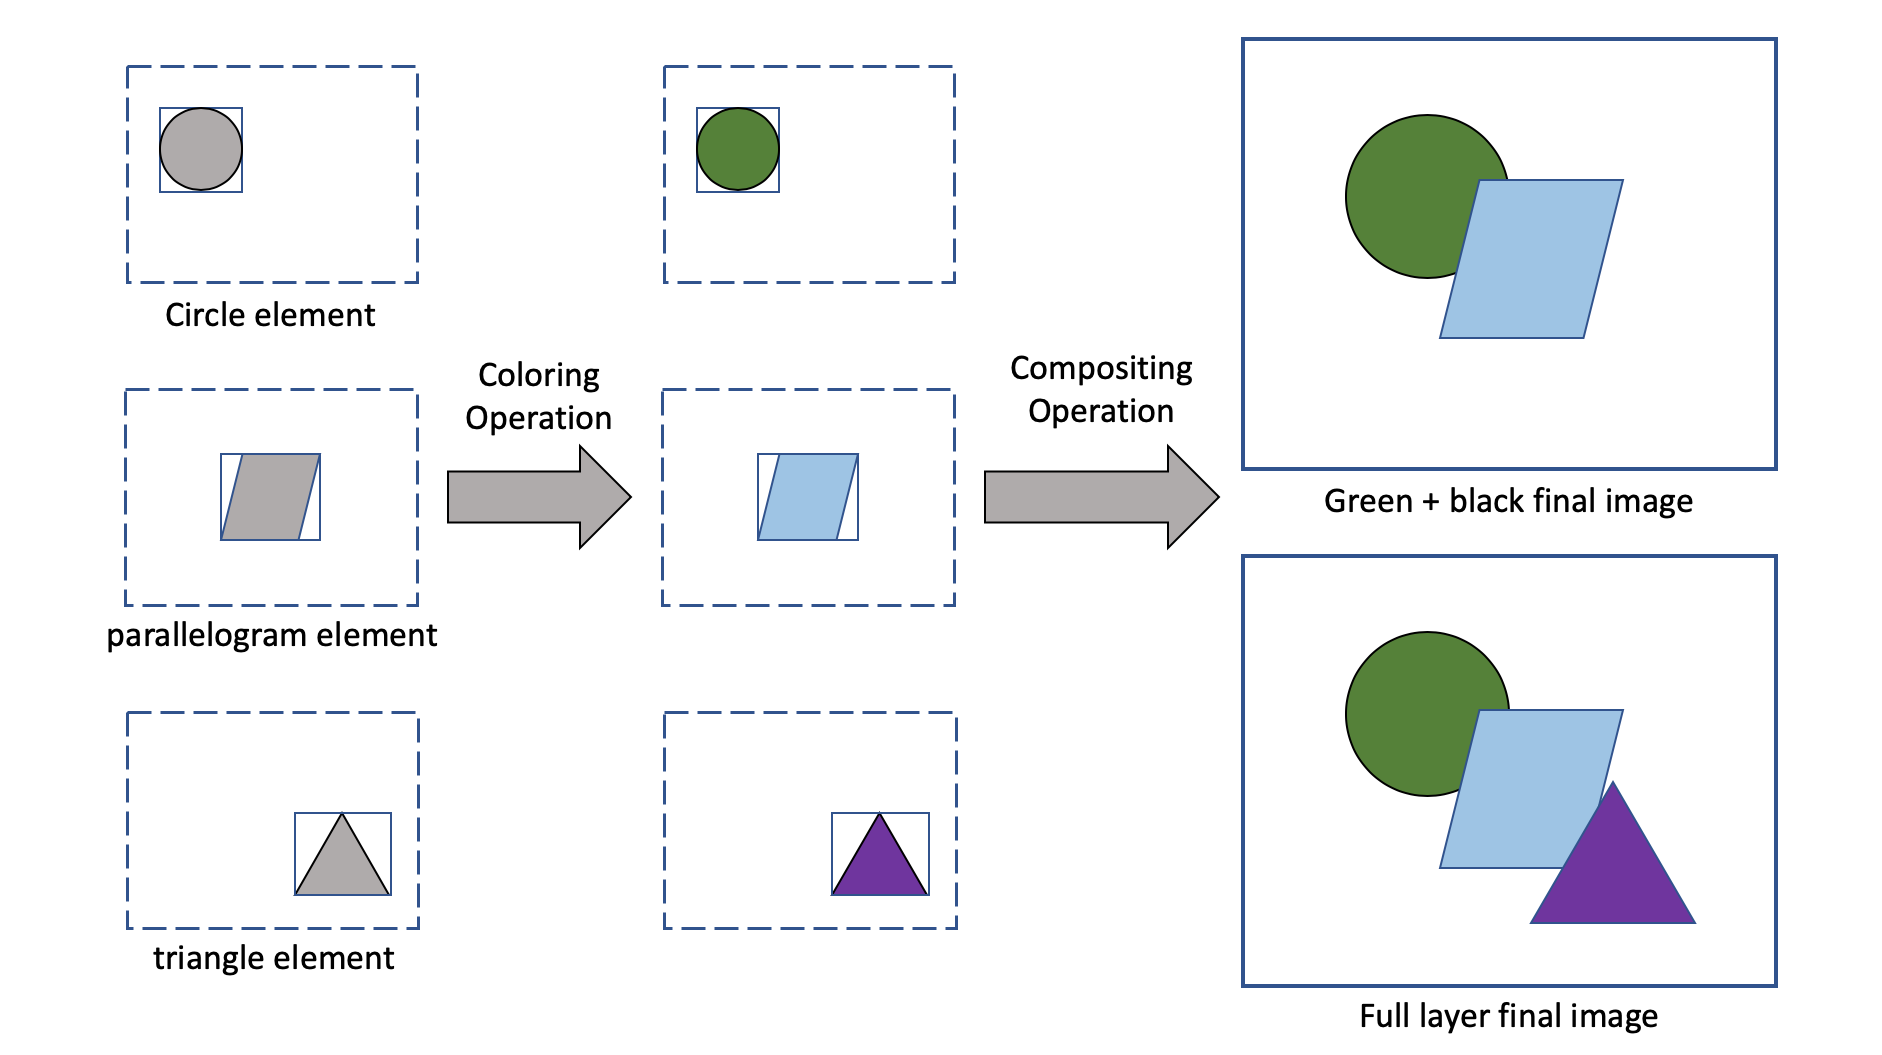 Circle element
Coloring
Operation
Compositing
Operation
Green + black final image
parallelogram element
triangle element
Full layer final image